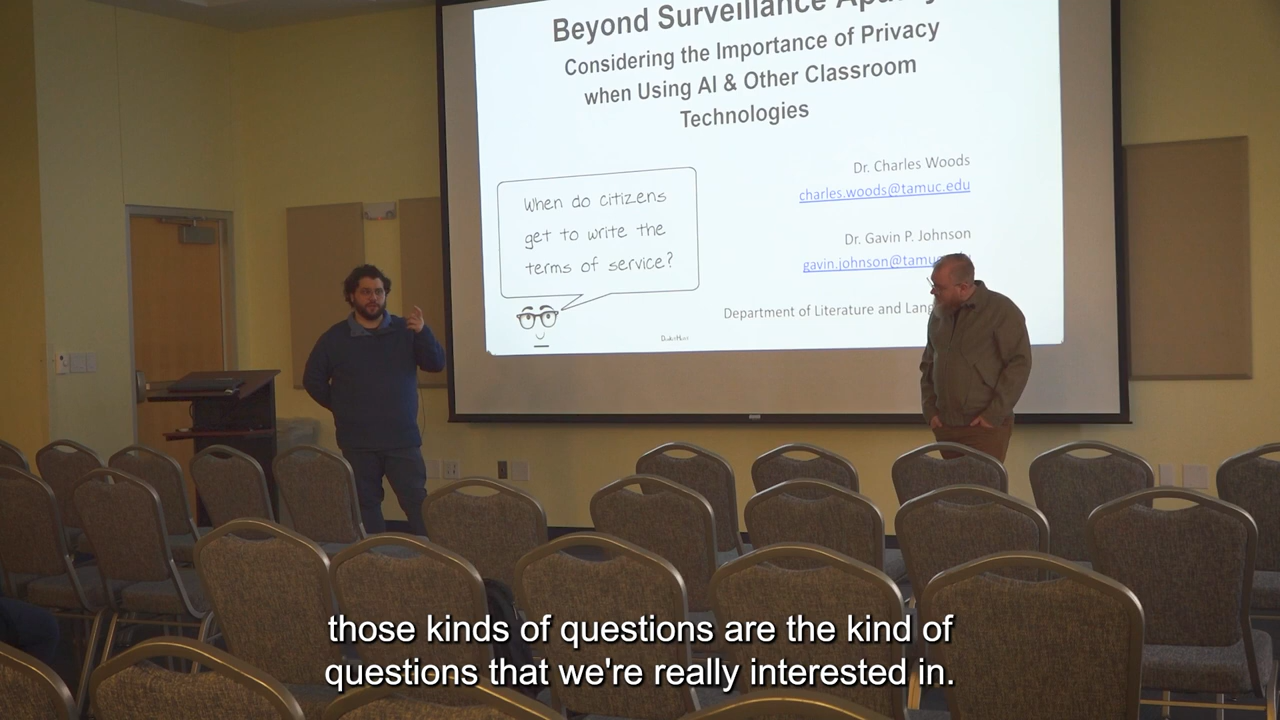 Beyond Surveillance
Considering the Importance of Privacy
when Using AI & Other Classroom
Technologies
When do citizens
get to write the
terms of service?
Dr. Charles Woods
charles.woods@tamuc.edu
Dr. Gavin P. Johnson
Department of Literature and
those kinds of questions are the kind of
questions that we're really interested in.